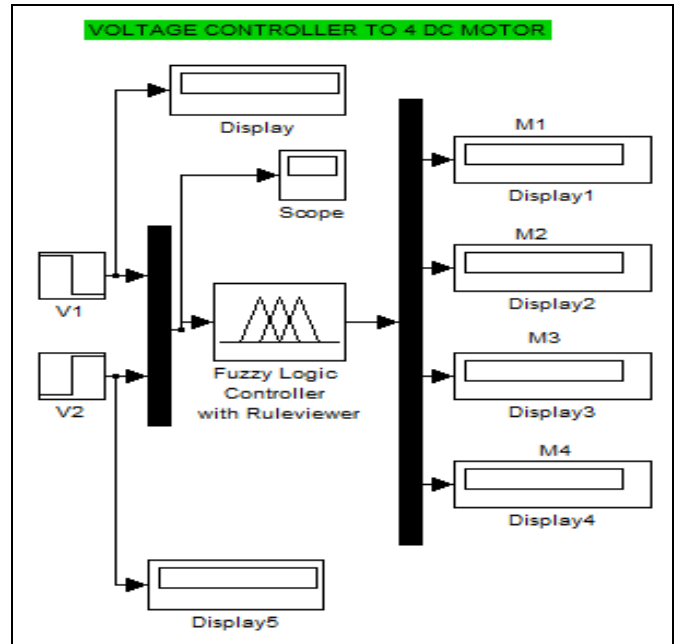 VOLTAGE CONTROLLER TO 4 DC MOTOR
Display
Scope
V1
V2
Fuzzy Logic
Controller
with Ruleviewer
Display5
M1
Display1
M2
Display2
M3
Display3
M4
Display4